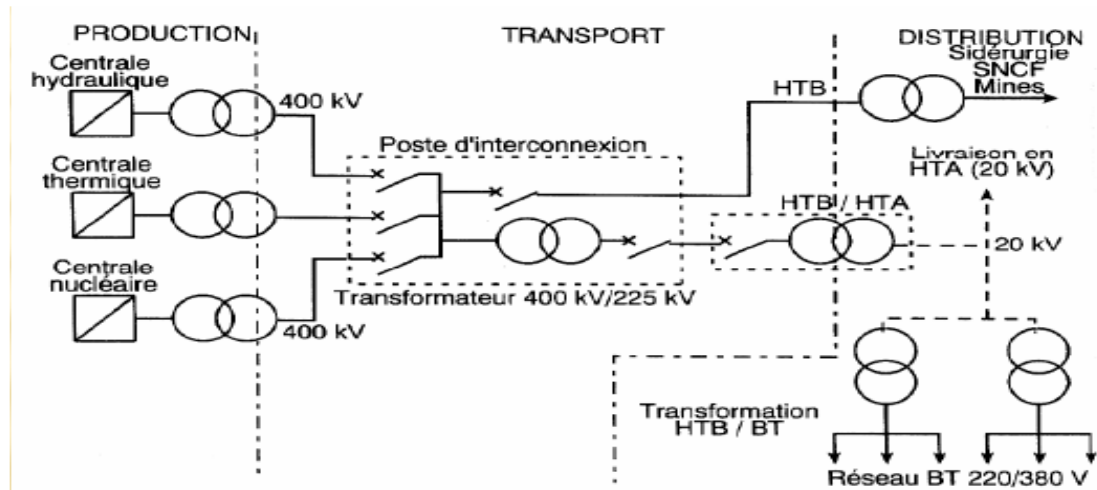 PRODUCTION
TRANSPORT
DISTRIBUTION
Centrale
hydraulique
400 kV
Centrale
thermique
Centrale
nucléaire
400 kV
Poste d'interconnexion
Transformateur 400 kV/225 kV
HTB
Sidérurgie
SNCF
Mines
Livraison en
HTA (20 kV)
HTB / HTA
20 kV
Transformation
HTB / BT
Réseau BT 220/380 V